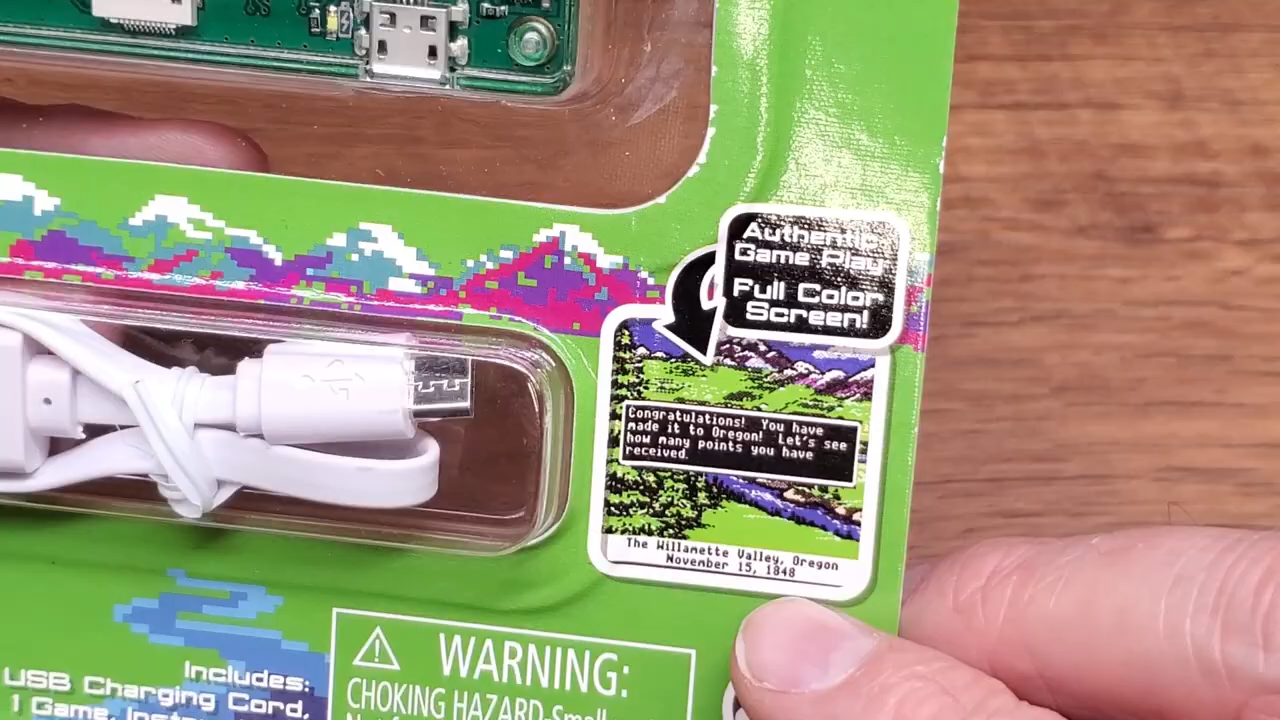 Authentic
Game Play
Full Color
Screen!
Congratulations! You have
made it to Oregon! Let's see
how many points you have
received.
The Willamette Valley, Oregon
November 15, 1848
WARNING:
CHOKING HAZARD-Small
Includes:
USB Charging Cord,
1 Game,